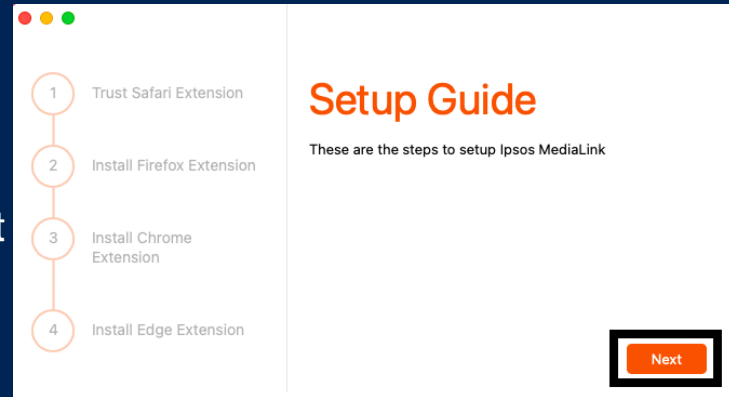 1 Trust Safari Extension
2 Install Firefox Extension
3 Install Chrome
Extension
4 Install Edge Extension
Setup Guide
These are the steps to setup Ipsos MediaLink
Next